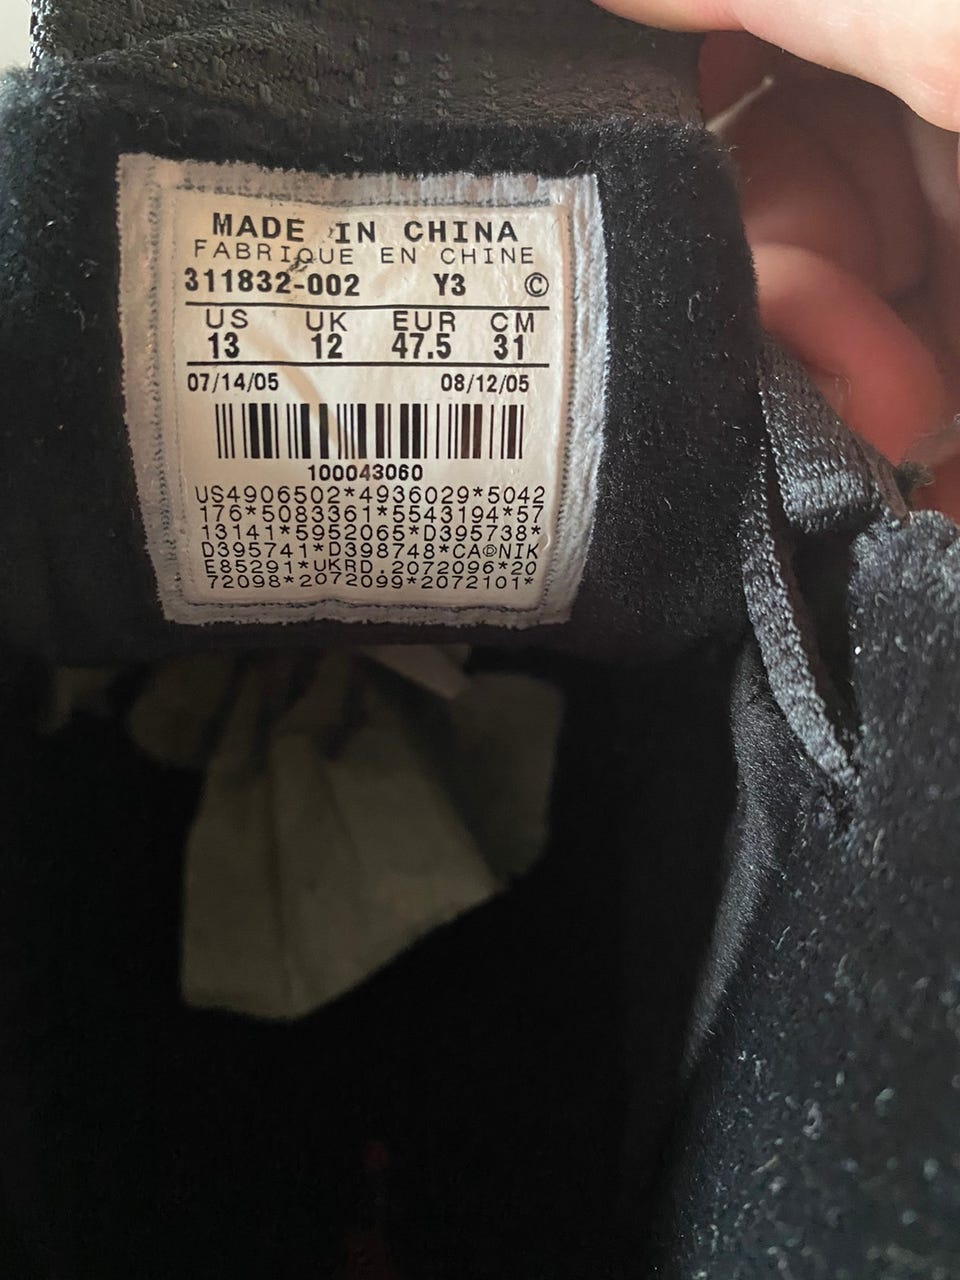 MADE IN CHINA
FABRIQUE EN CHINE
311832-002 Y3 ©
US UK EUR CM
13 12 47.5 31
07/14/05 08/12/05
100043060
US4906502*4936029*5042
176*5083361*5543194*57
13141*5952065*D395738*
D395741*D398748*CA©NIK
E85291*UKRD.2072096*20
72098*2072099*2072101*